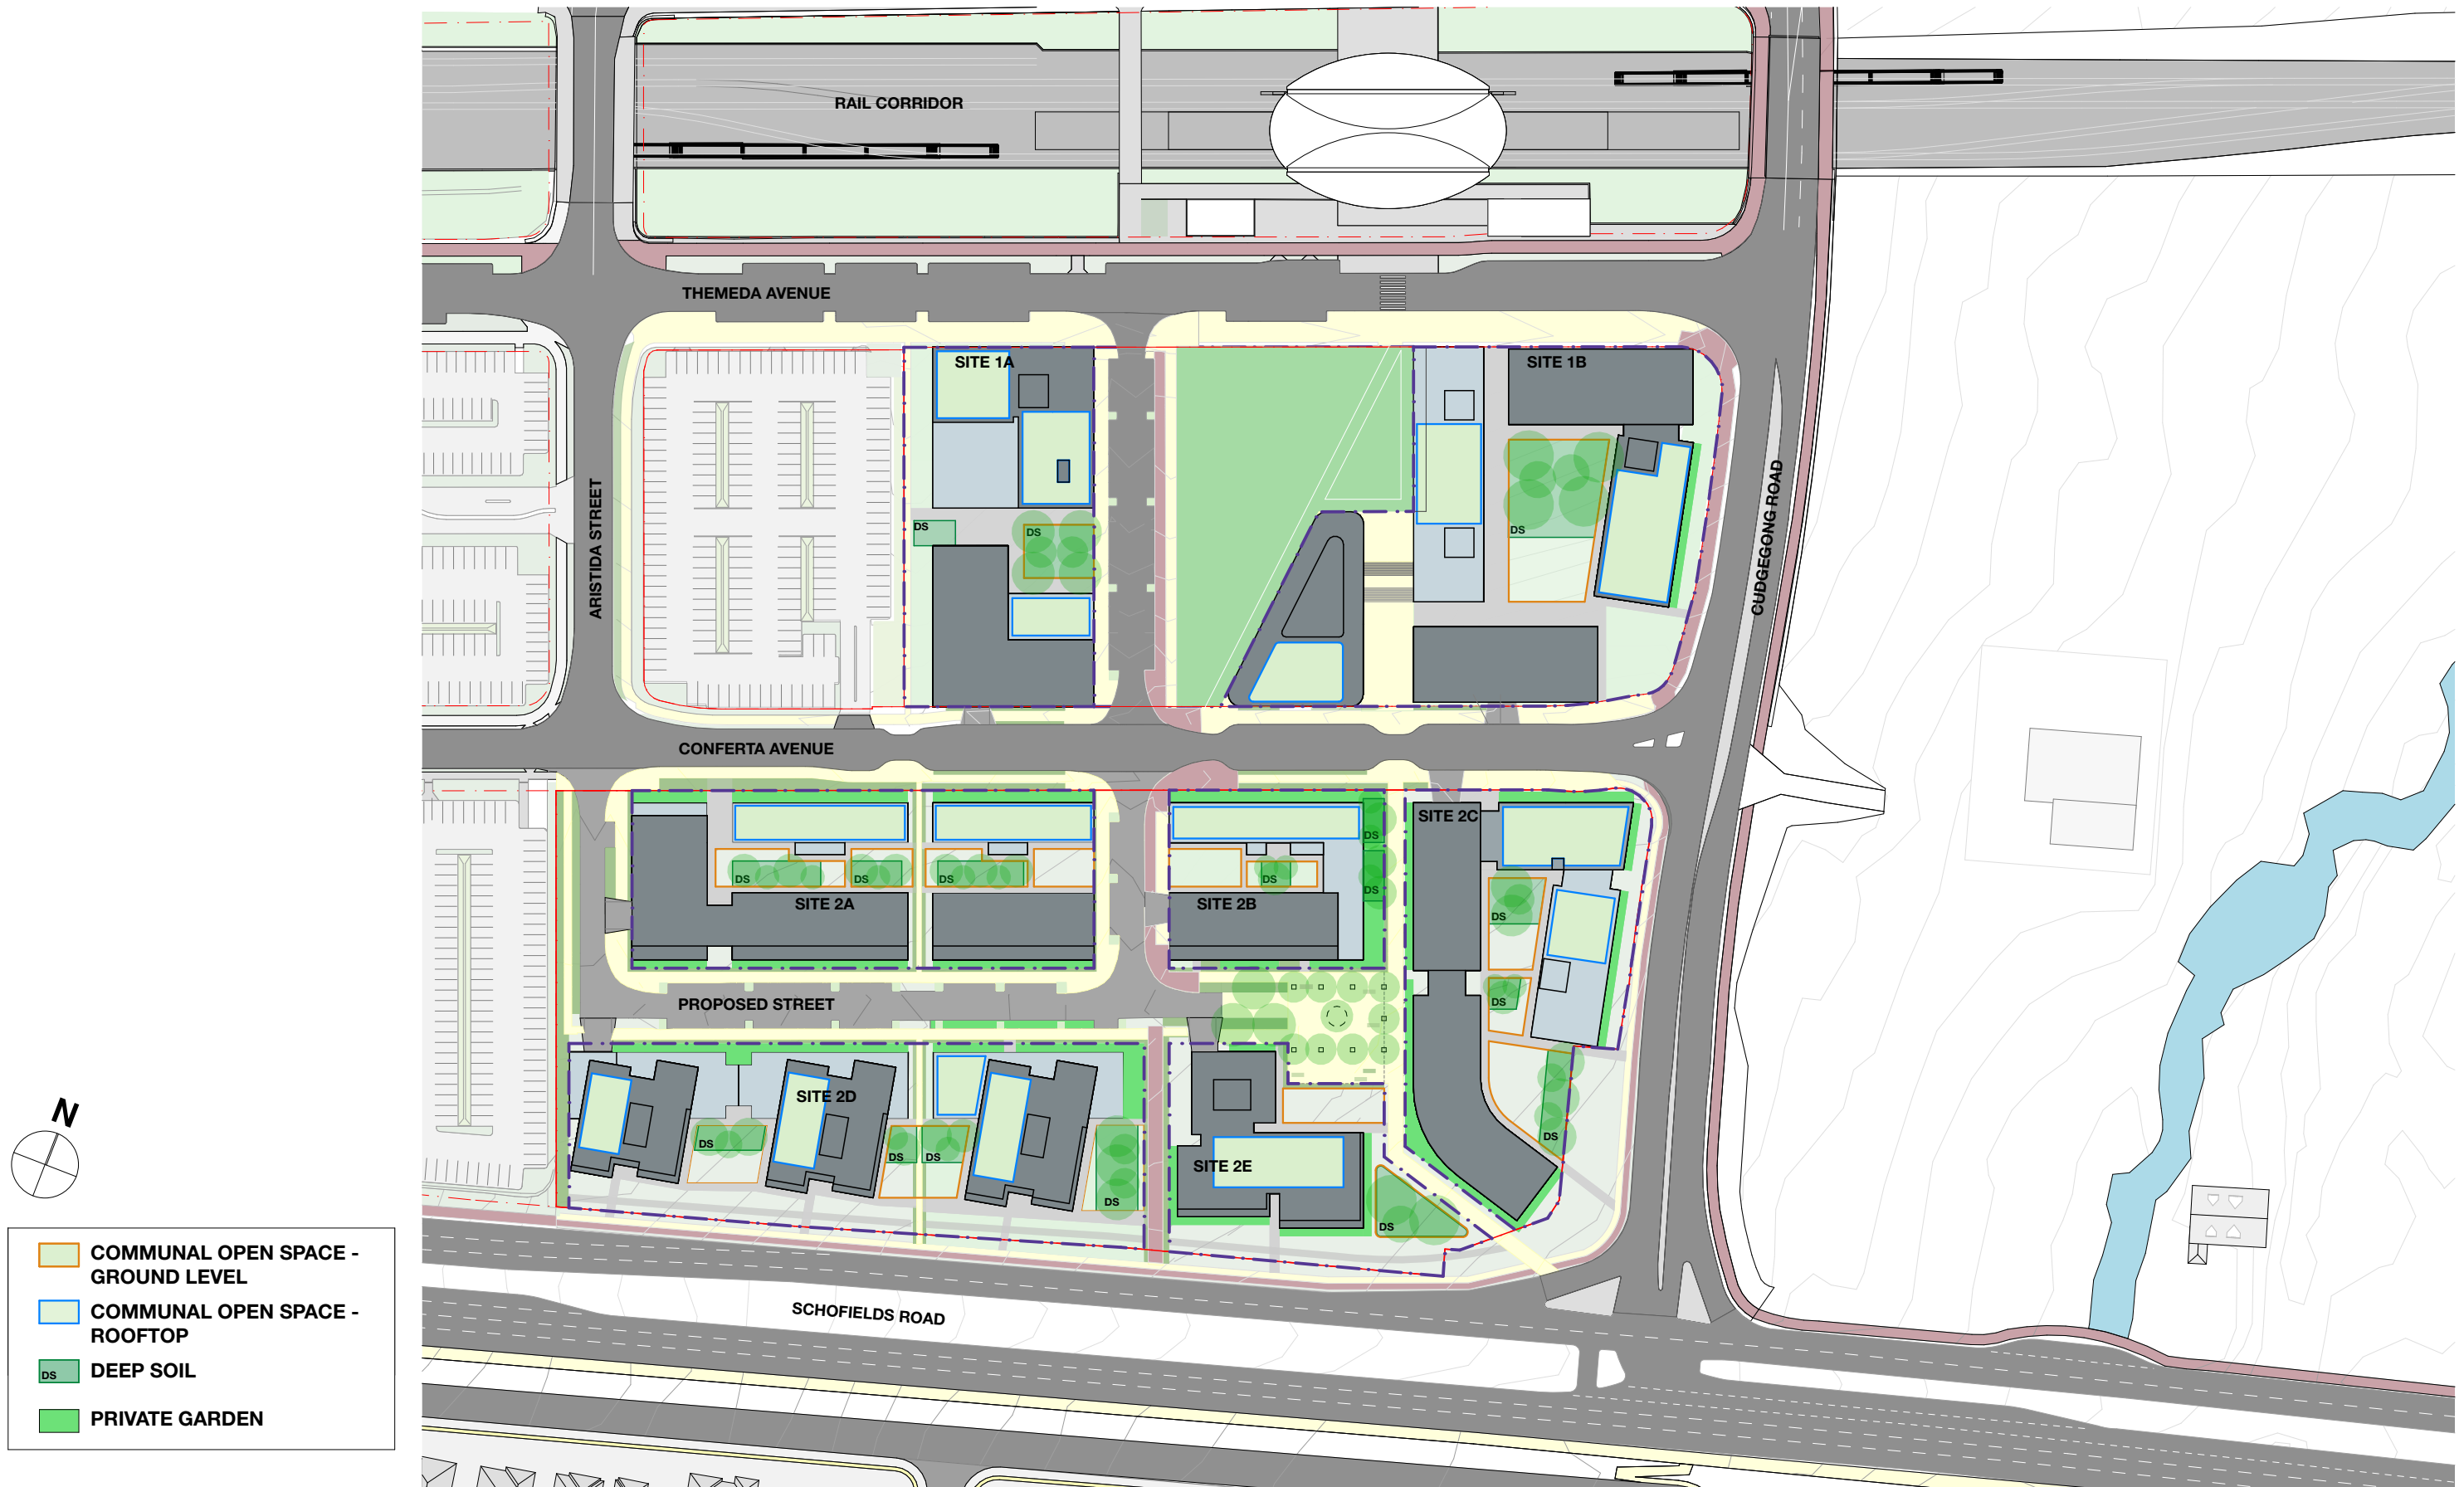 RAIL CORRIDOR
THEMEDA AVENUE
SITE 1A
SITE 1B
ARISTIDA STREET
CUDGEGONG ROAD
DS
DS
DS
CONFERTA AVENUE
SITE 2C
DS
DS
DS
DS
DS
DS
SITE 2A
SITE 2B
DS
DS
PROPOSED STREET
DS
SITE 2D
DS
DS
DS
DS
SITE 2E
DS
DS
SCHOFIELDS ROAD
N
COMMUNAL OPEN SPACE -
GROUND LEVEL
COMMUNAL OPEN SPACE -
ROOFTOP
DS
DEEP SOIL
PRIVATE GARDEN